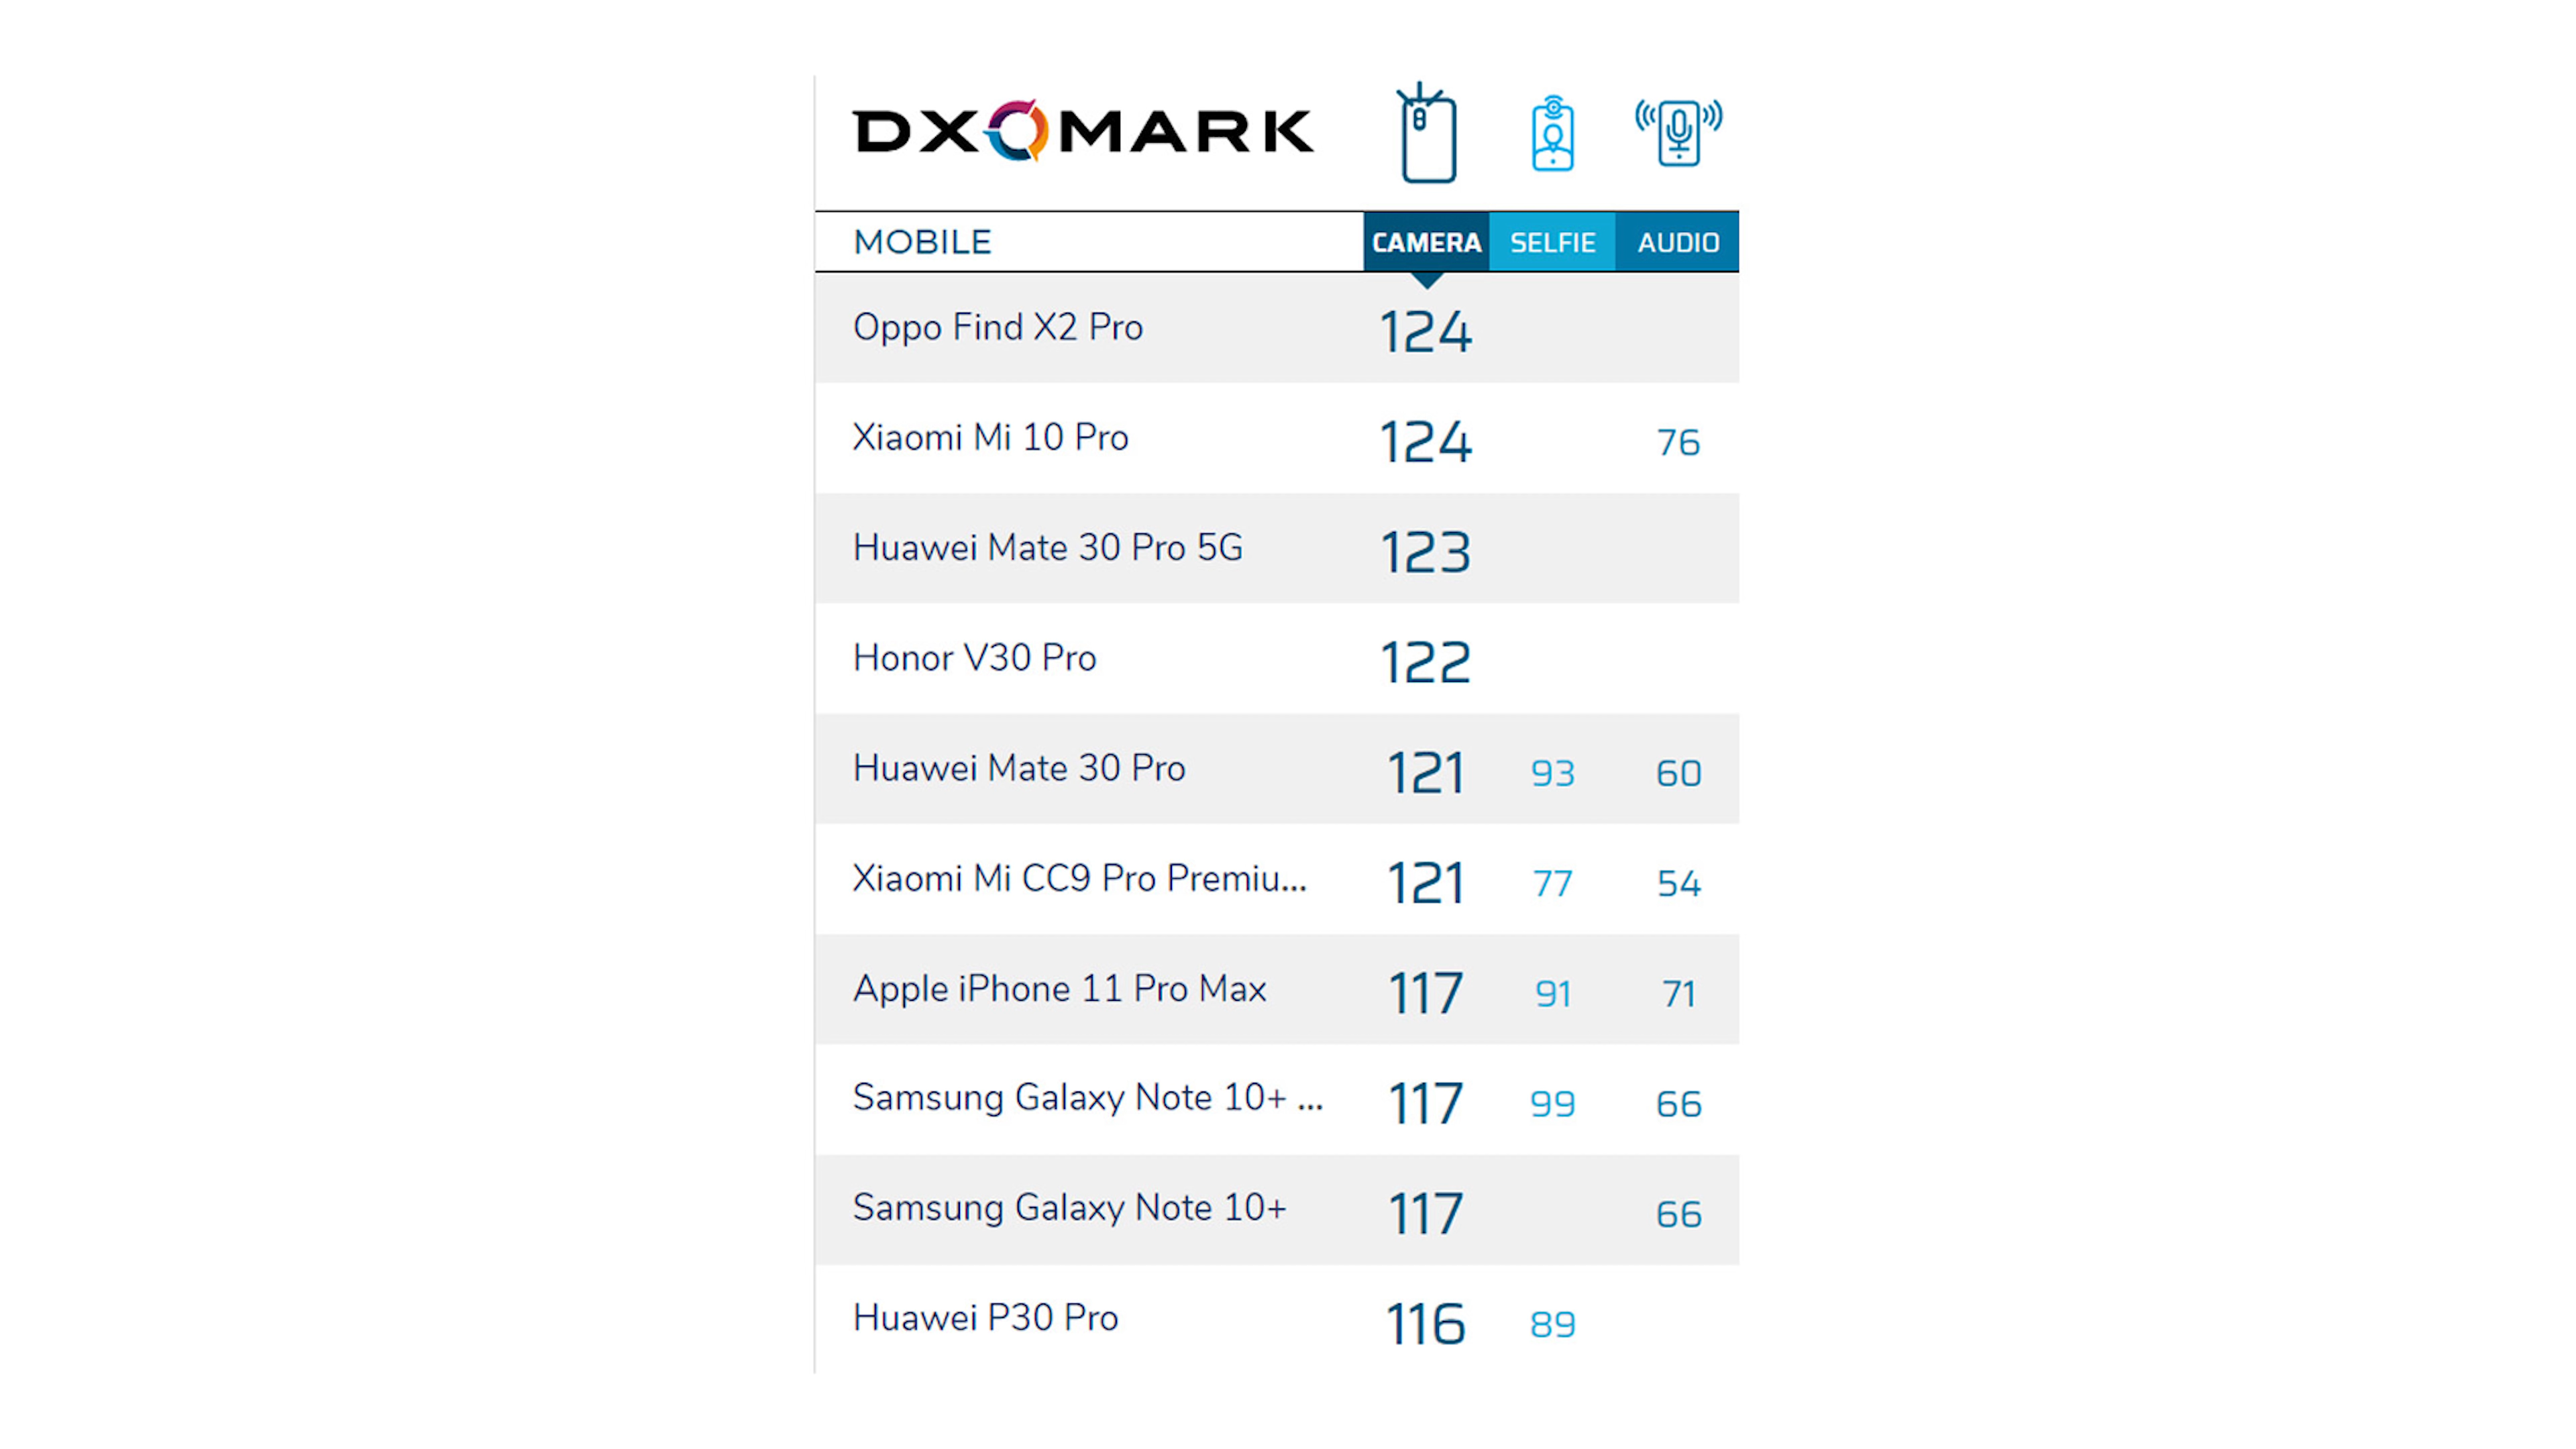 DXOMARK
MOBILE CAMERA SELFIE AUDIO
Oppo Find X2 Pro 124
Xiaomi Mi 10 Pro 124 76
Huawei Mate 30 Pro 5G 123
Honor V30 Pro 122
Huawei Mate 30 Pro 121 93 60
Xiaomi Mi CC9 Pro Premiu... 121 77 54
Apple iPhone 11 Pro Max 117 91 71
Samsung Galaxy Note 10+ ... 117 99 66
Samsung Galaxy Note 10+ 117 66
Huawei P30 Pro 116 89